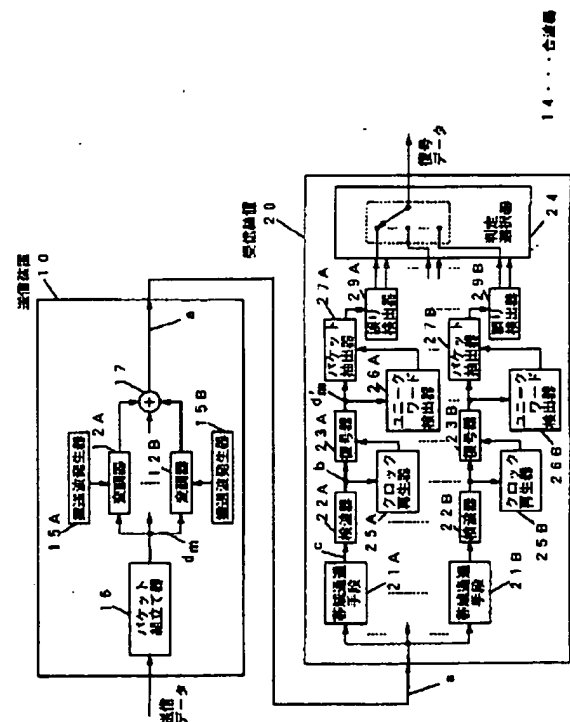 送信装置
10
15A
搬送波発生器
12A
変調器
17
a
16
パケット
組立て器
dm
12B
変調器
15B
搬送波発生器
送信
データ
受信装置
20
復号
データ
判定
選択器
24
27A
パケット
抽出器
29A
誤り
検出器
d'm
26A
ユニーク
ワード
検出器
23A
復号器
b
22A
検波器
25A
クロック
再生器
c
21A
帯域通過
手段
27B
パケット
抽出器
29B
誤り
検出器
23B
復号器
26B
ユニーク
ワード
検出器
22B
検波器
25B
クロック
再生器
21B
帯域通過
手段
a
14・・・合波器